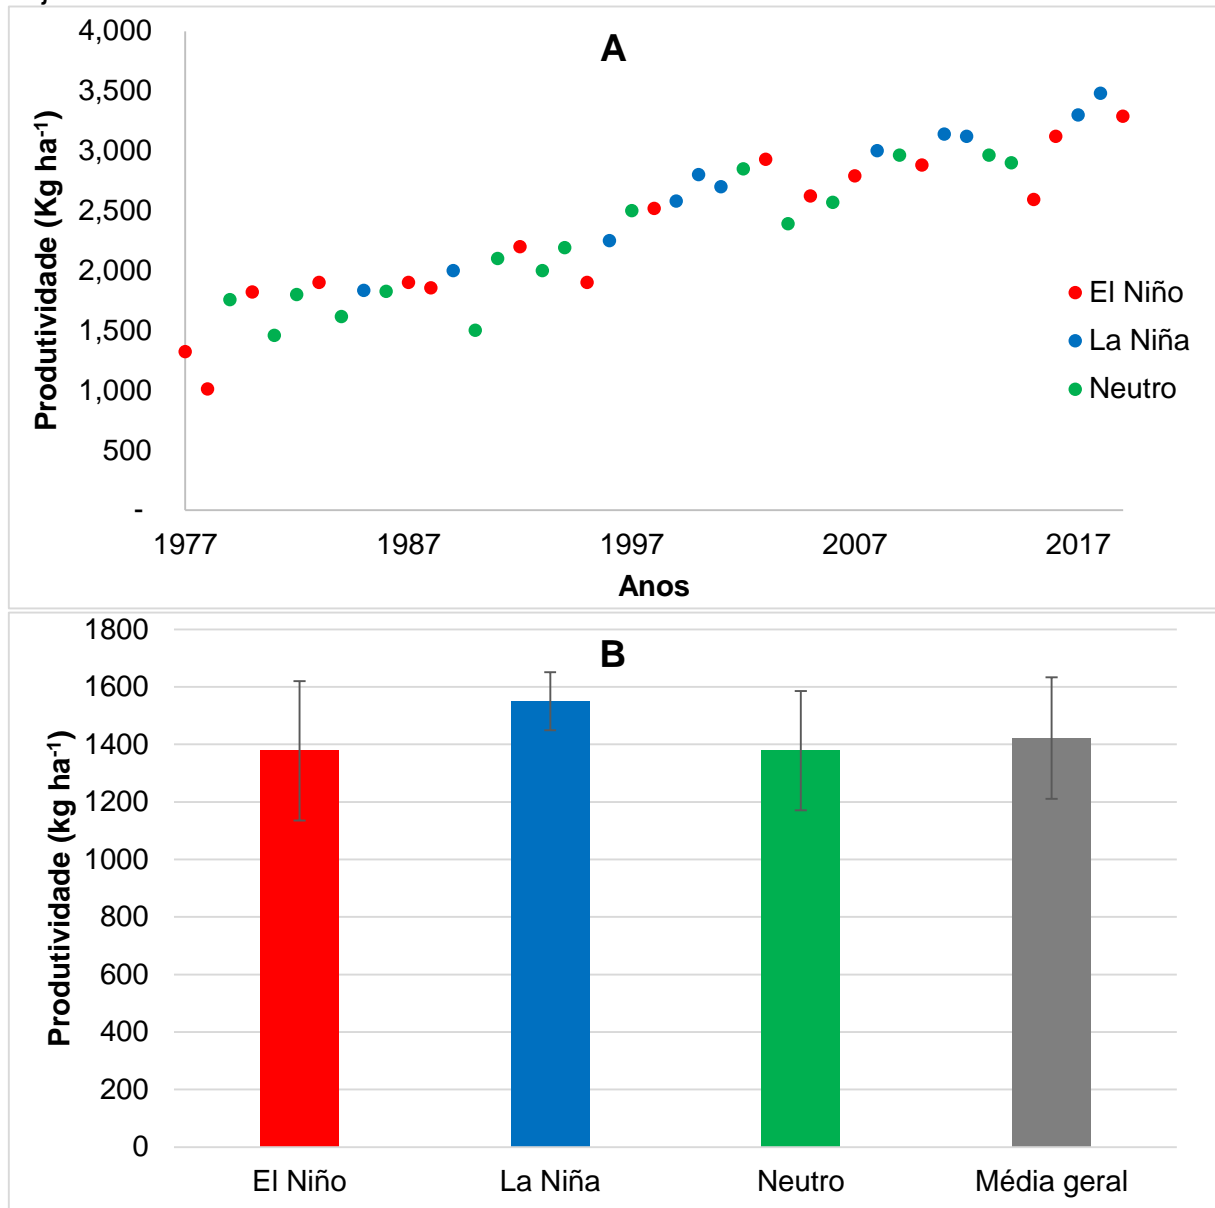 4,000
A
3,500
3,000
2,500
2,000
1,500
1,000
500
-
Produtividade (Kg ha⁻¹)
El Niño
La Niña
Neutro
1977 1987 1997 2007 2017
Anos
1800
B
1600
1400
1200
1000
800
600
400
200
0
Produtividade (kg ha⁻¹)
El Niño La Niña Neutro Média geral